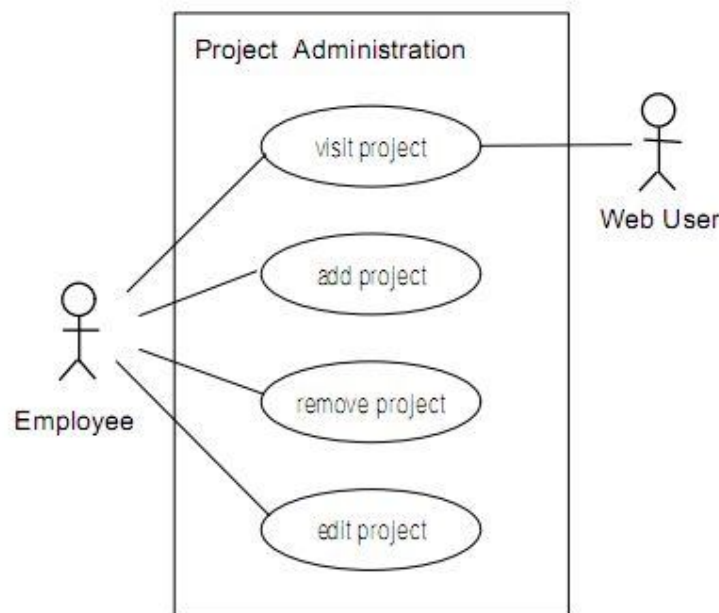 Project Administration
visit project
Web User
add project
Employee
remove project
edit project